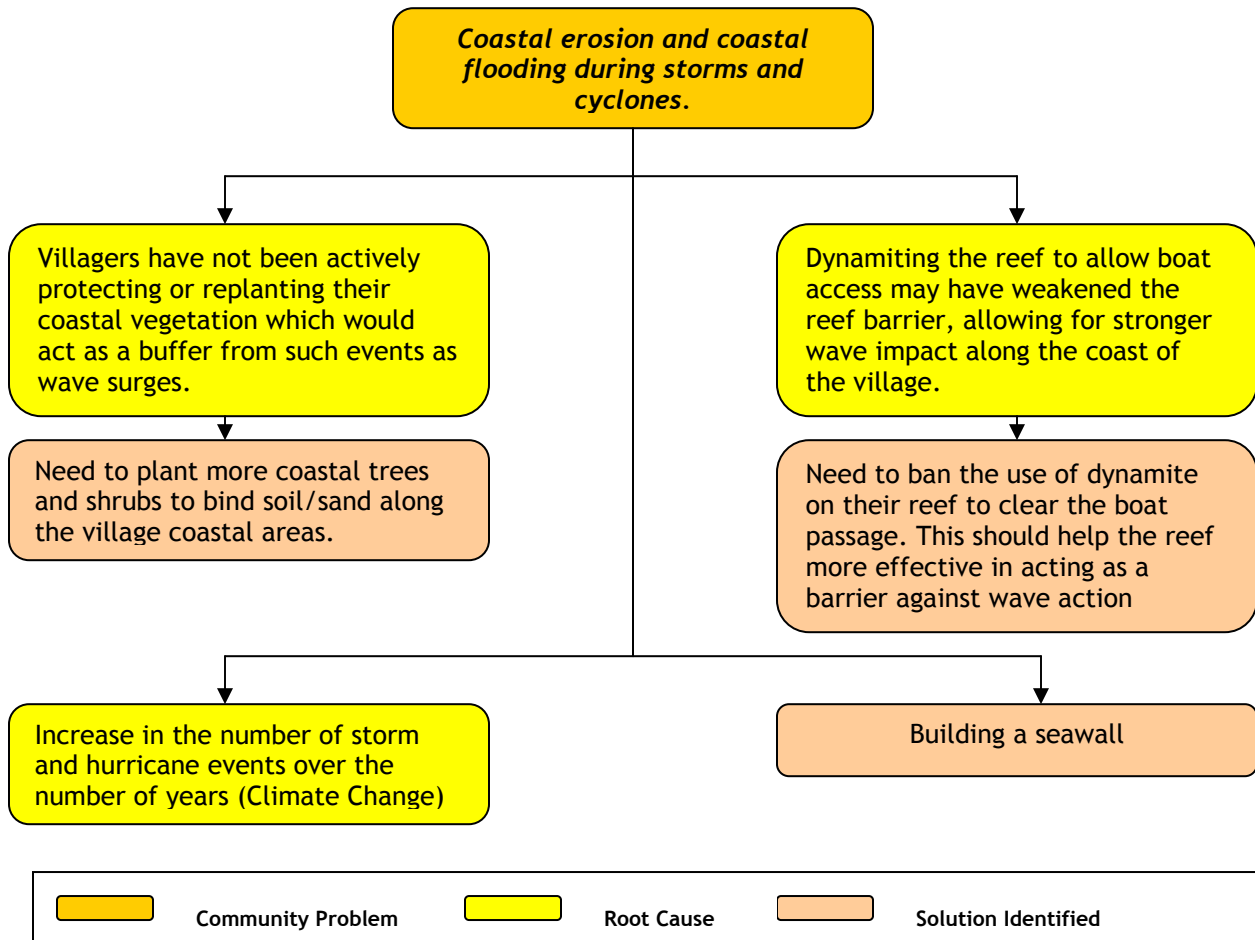 Coastal erosion and coastal
flooding during storms and
cyclones.
Villagers have not been actively
protecting or replanting their
coastal vegetation which would
act as a buffer from such events as
wave surges.
Dynamiting the reef to allow boat
access may have weakened the
reef barrier, allowing for stronger
wave impact along the coast of
the village.
Need to plant more coastal trees
and shrubs to bind soil/sand along
the village coastal areas.
Need to ban the use of dynamite
on their reef to clear the boat
passage. This should help the reef
more effective in acting as a
barrier against wave action
Increase in the number of storm
and hurricane events over the
number of years (Climate Change)
Building a seawall
Community Problem
Root Cause
Solution Identified